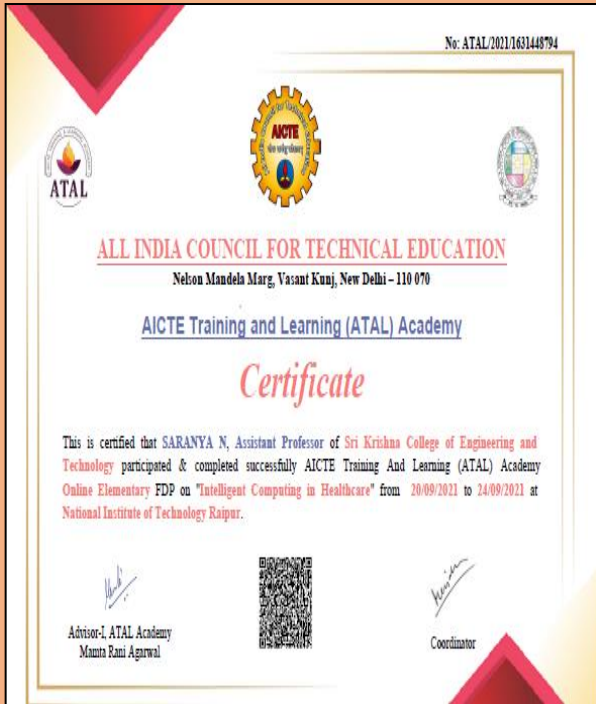 No: ATAL/2021/1631448794
ATAL
AICTE
ALL INDIA COUNCIL FOR TECHNICAL EDUCATION
Nelson Mandela Marg, Vasant Kunj, New Delhi – 110 070
AICTE Training and Learning (ATAL) Academy
Certificate
This is certified that SARANYA N, Assistant Professor of Sri Krishna College of Engineering and
Technology participated & completed successfully AICTE Training And Learning (ATAL) Academy
Online Elementary FDP on "Intelligent Computing in Healthcare" from 20/09/2021 to 24/09/2021 at
National Institute of Technology Raipur.
Advisor-I, ATAL Academy
Mamta Rani Agarwal
Coordinator